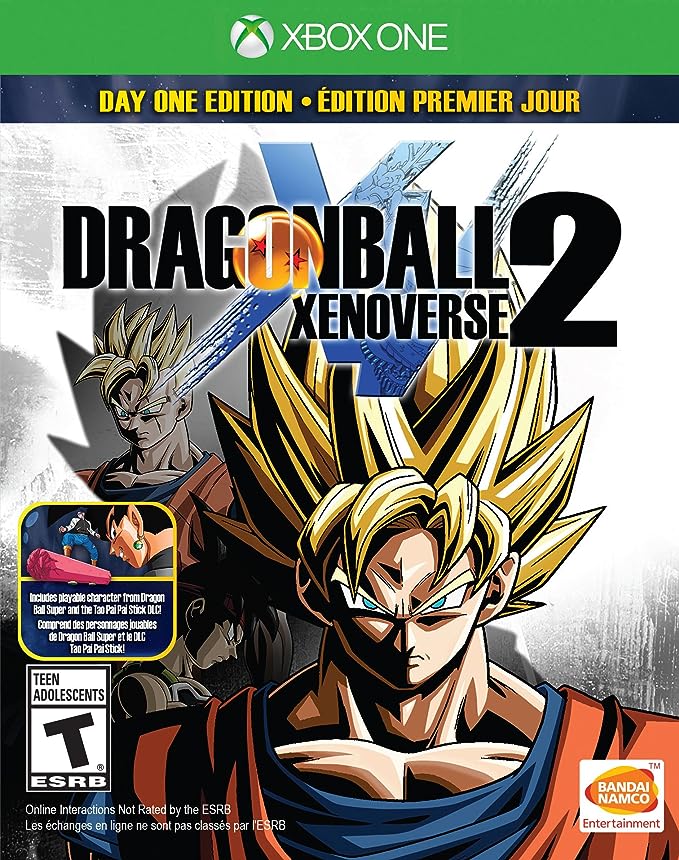 XBOX ONE
DAY ONE EDITION • ÉDITION PREMIER JOUR
DRAGONBALL
XENOVERSE 2
Includes playable character from Dragon
Ball Super and the Tao Pai Pai Stick DLC!
Comprend des personnages jouables
de Dragon Ball Super et le DLC
Tao Pai Pai Stick!
TEEN
ADOLESCENTS
T
®
ESRB
Online Interactions Not Rated by the ESRB
Les échanges en ligne ne sont pas classés par l'ESRB
TM
BANDAI
NAMCO
Entertainment